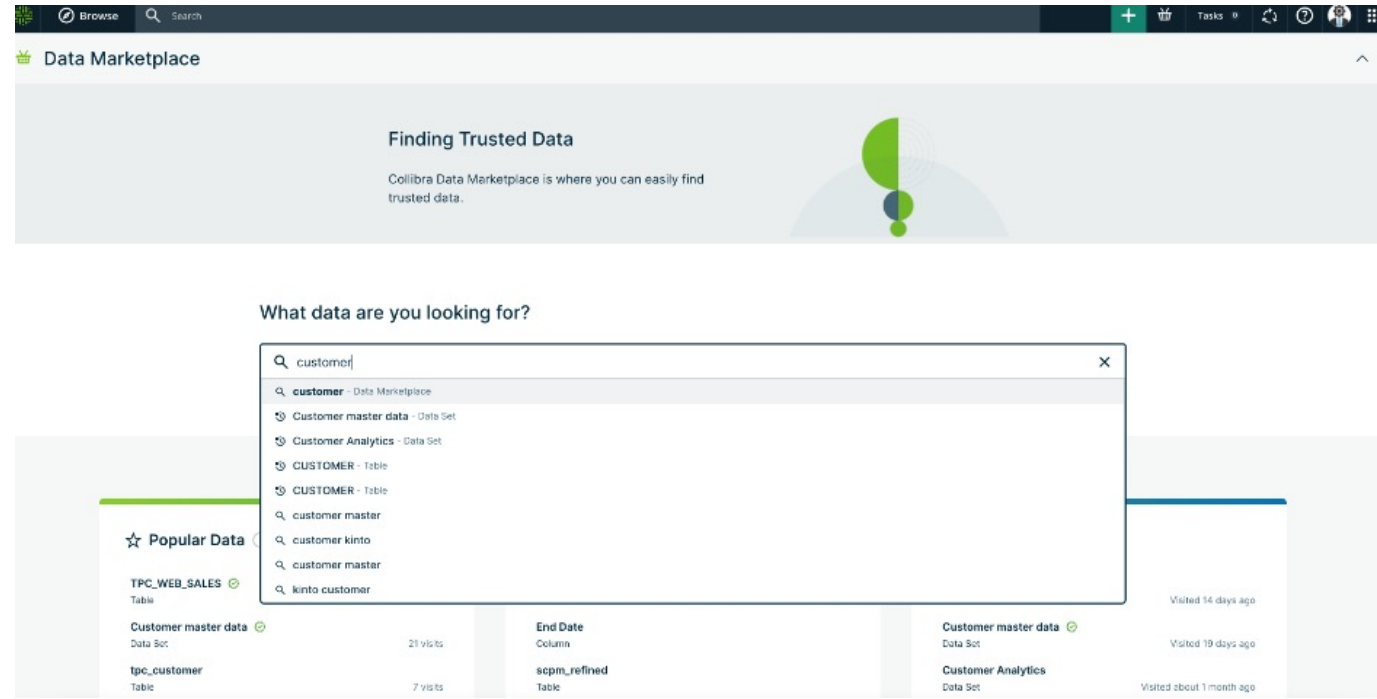 Browse
Search
Tasks 0
Data Marketplace
Finding Trusted Data
Collibra Data Marketplace is where you can easily find
trusted data.
What data are you looking for?
customer
customer - Data Marketplace
Customer master data - Data Set
Customer Analytics - Data Set
CUSTOMER - Table
CUSTOMER - Table
customer master
customer kinto
customer master
kinto customer
Popular Data
TPC_WEB_SALES
Table
Customer master data
Data Set
21 visits
tpc_customer
Table
7 visits
End Date
Column
scpm_refined
Table
Visited 14 days ago
Customer master data
Data Set
Visited 19 days ago
Customer Analytics
Data Set
Visited about 1 month ago